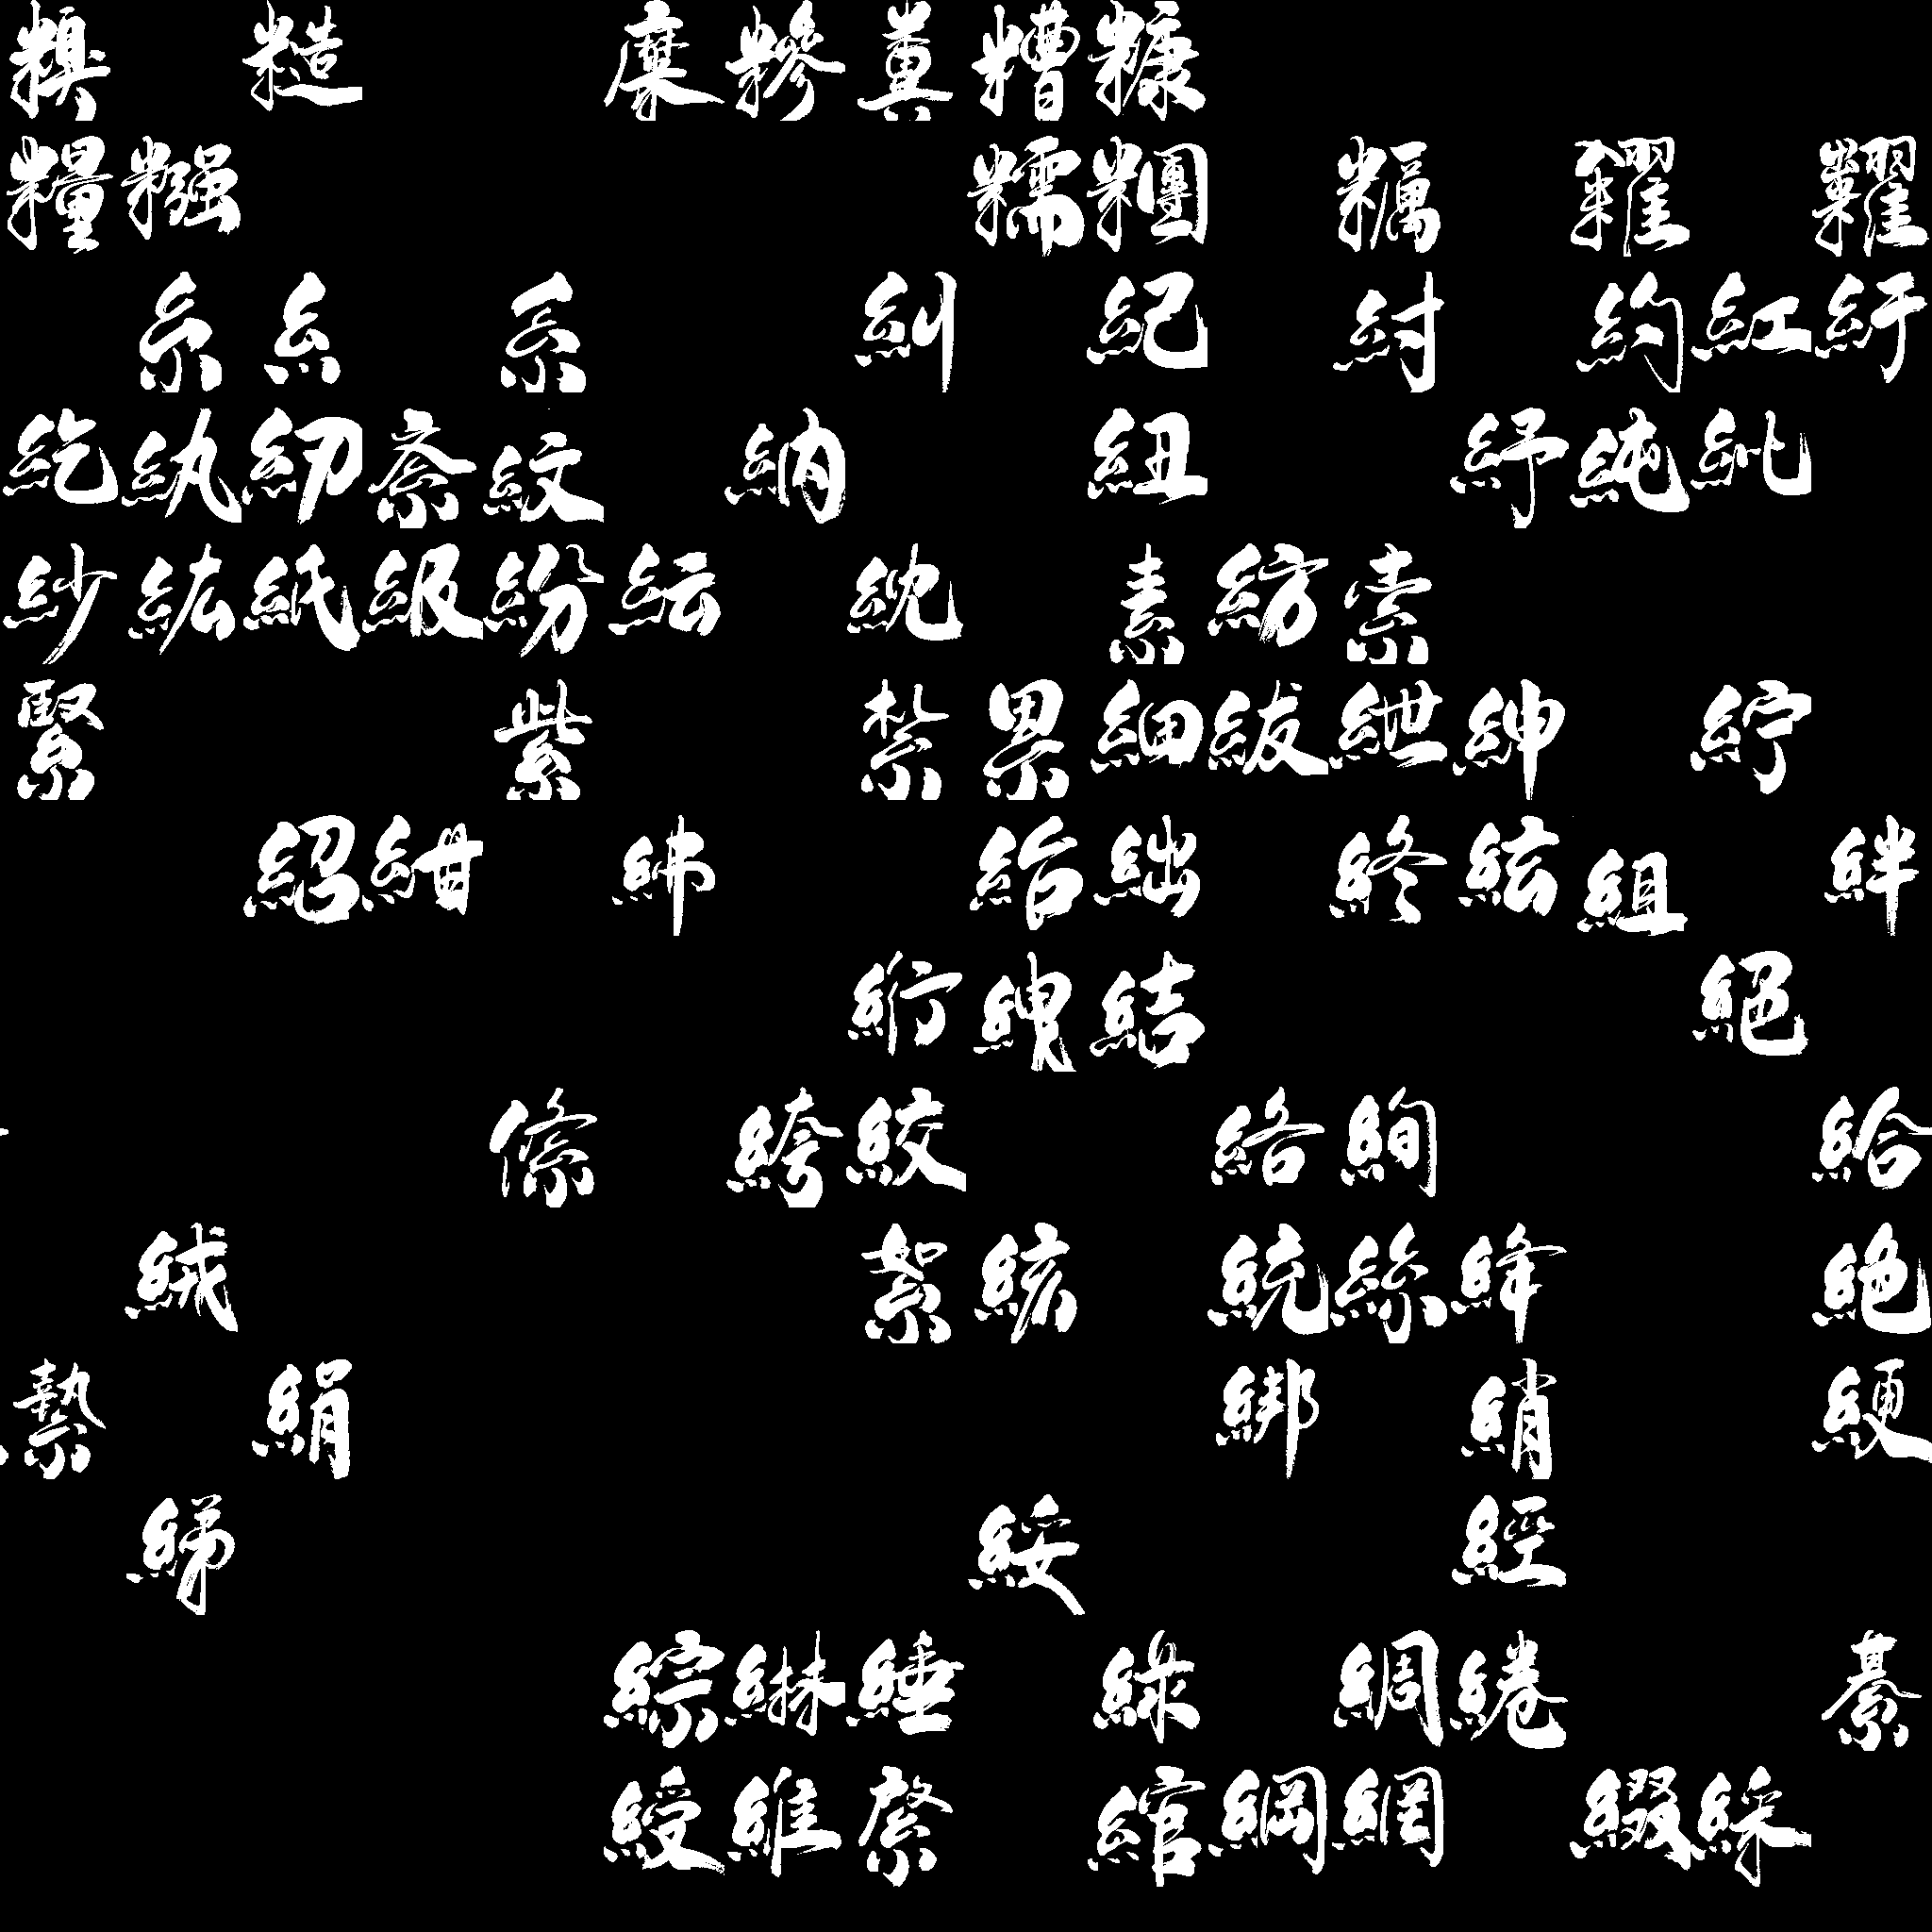 糗 糙 糜 糝 糞 糟 糠
糧 糨 糯 糰 糲 糴 糶
糸 糹 系 糾 紀 紂 約 紅 紆
紇 紈 紉 紊 紋 納 紐 紓 純 紕
紗 紘 紙 級 紛 紜 紞 素 紡 索
緊 紫 紮 累 細 紱 紲 紳 紵
紹 紺 紼 紿 絀 終 絃 組 絆
絎 絏 結 絕
絛 絝 絞 絡 絢 給
絨 絮 絯 統 絲 絳 絶
縶 絹 綁 綃 綆
綈 綏 經
綜 綝 綞 綠 綢 綣 綦
綬 維 綮 綰 綱 網 綴 綵